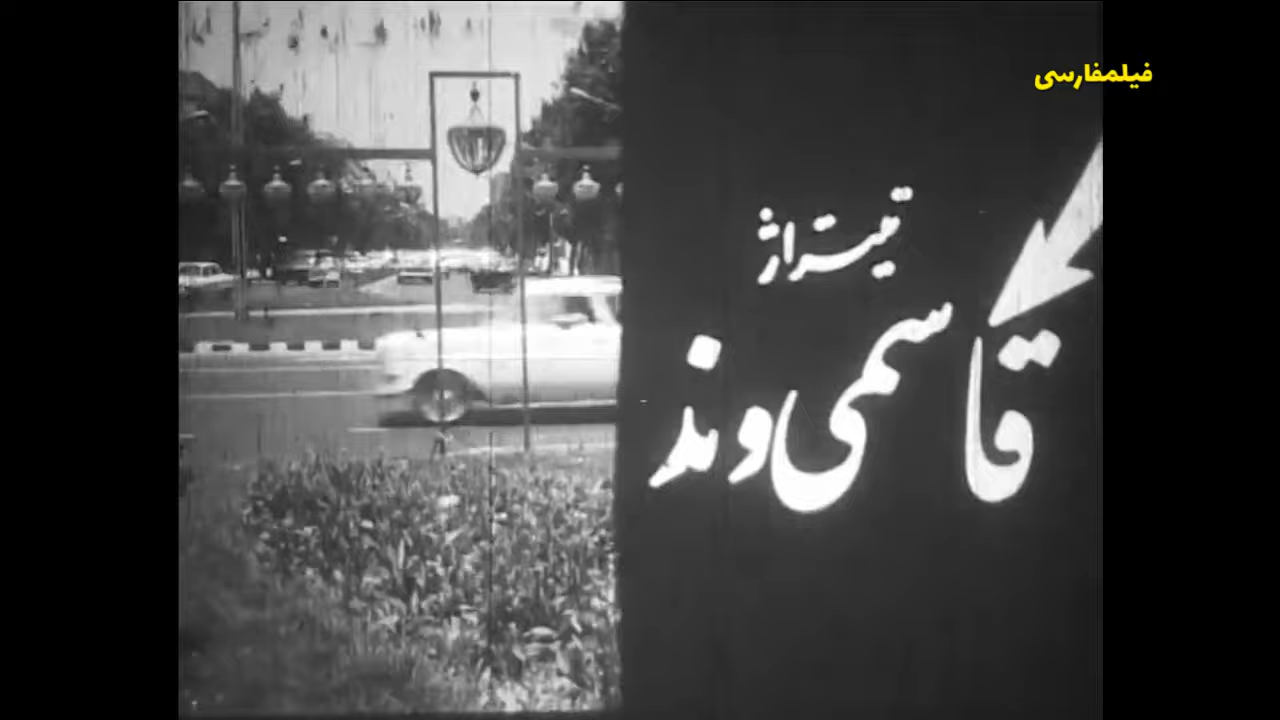 فیلمفارسی
تیتراژ
قاسمی وند